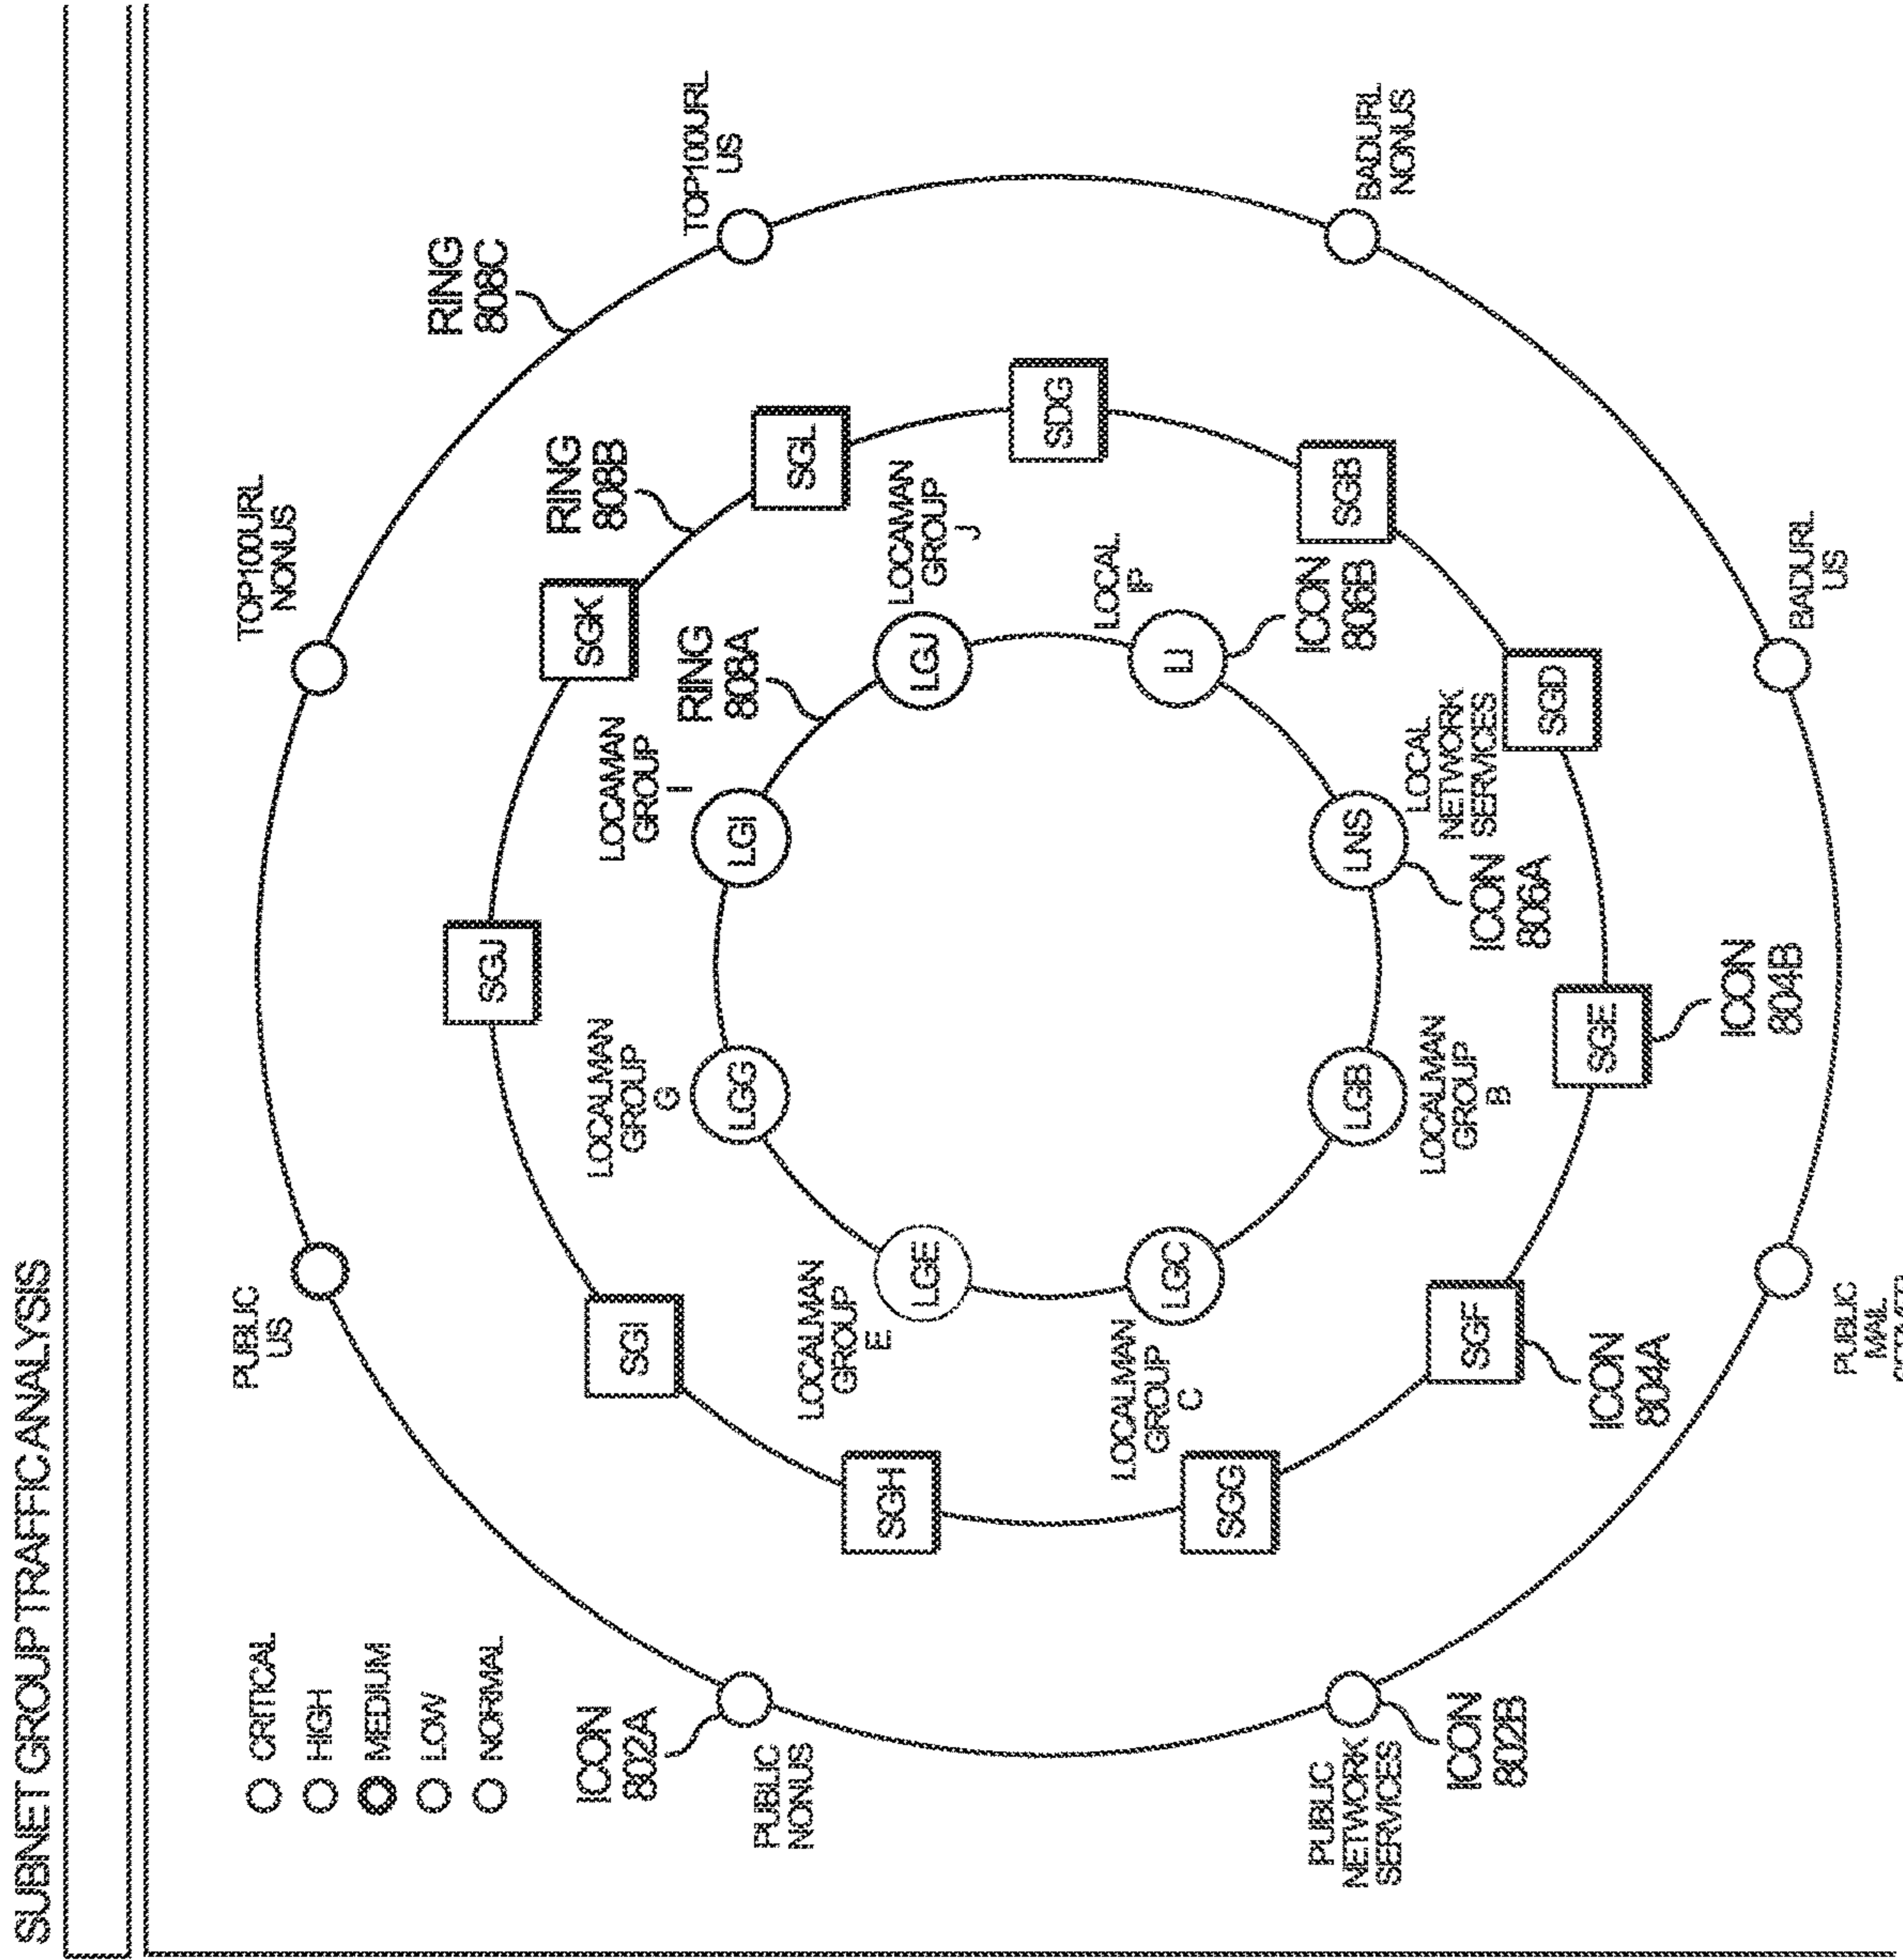 SUBNET GROUP TRAFFIC ANALYSIS
CRITICAL
HIGH
MEDIUM
LOW
NORMAL
PUBLIC
US
TOP100URL
NONUS
RING
808C
TOP100URL
US
ICON
802A
PUBLIC
NONUS
SGJ
SGK
RING
808B
SGL
SGI
LOCALMAN
GROUP
G
LOCAMAN
GROUP
I
RING
808A
LGG
LGI
LOCALMAN
GROUP
E
LGE
LGJ
LOCAMAN
GROUP
J
SGH
SDG
LOCALMAN
GROUP
C
LGC
LI
LOCAL
IP
ICON
806B
SGG
SGB
LGB
LNS
LOCALMAN
GROUP
B
LOCAL
NETWORK
SERVICES
ICON
806A
SGF
SGD
ICON
804A
SGE
ICON
804B
PUBLIC
NETWORK
SERVICES
ICON
802B
BADURL
NONUS
BADURL
US
PUBLIC
MAIL